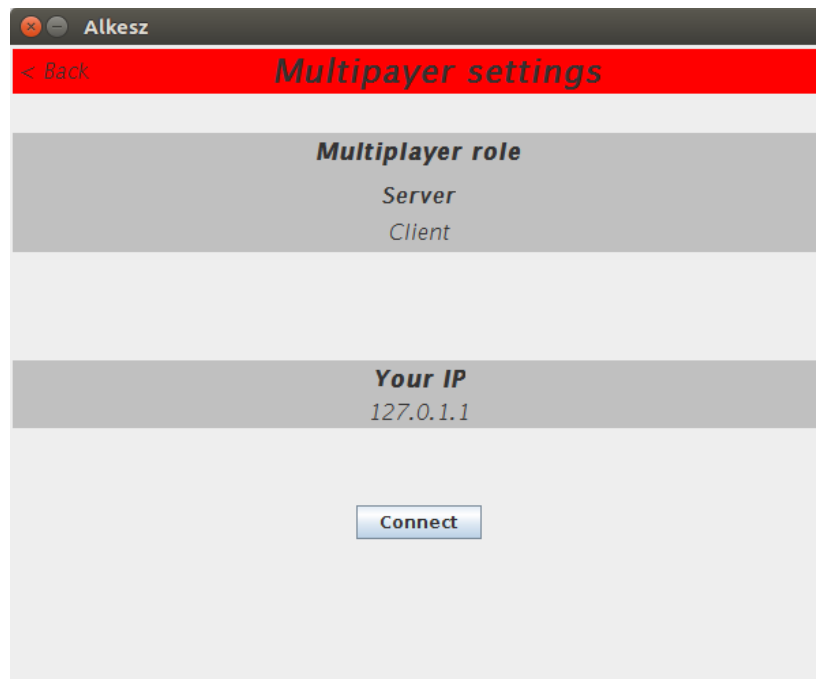 Alkesz
< Back Multipayer settings
Multiplayer role
Server
Client
Your IP
127.0.1.1
Connect